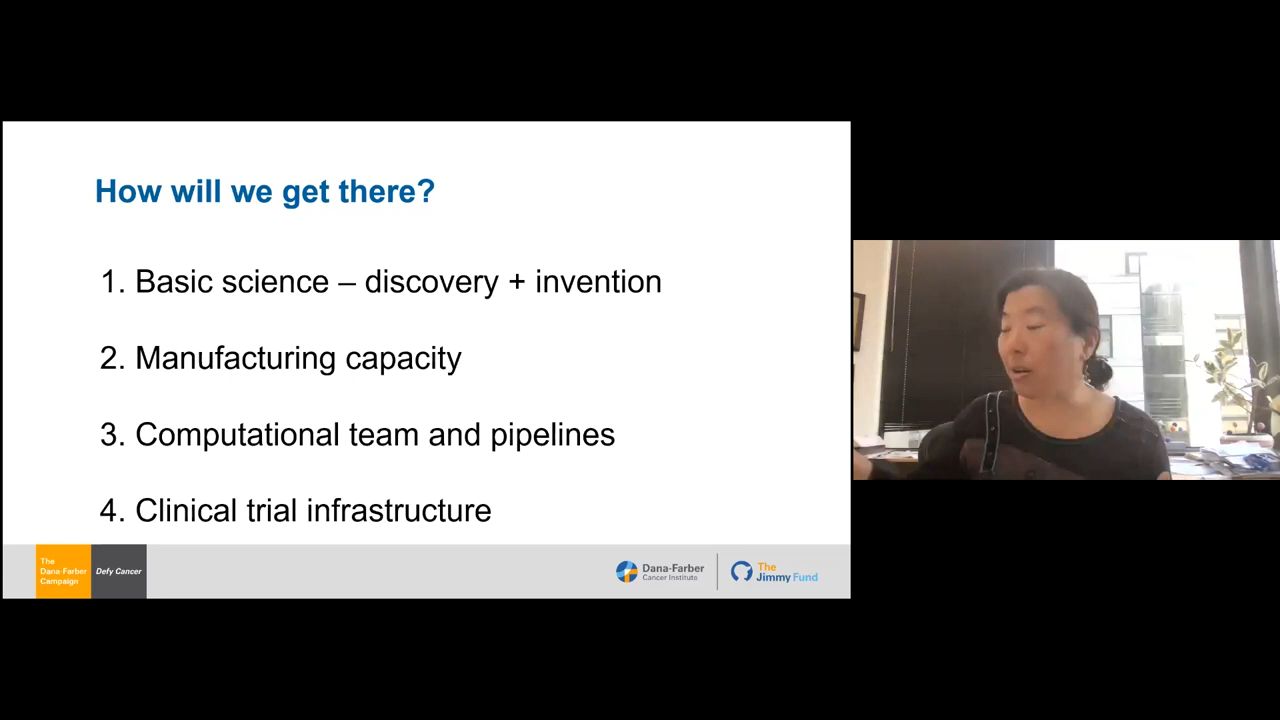 How will we get there?
1. Basic science – discovery + invention
2. Manufacturing capacity
3. Computational team and pipelines
4. Clinical trial infrastructure
The
Dana-Farber
Campaign
Defy Cancer
Dana-Farber
Cancer Institute
The
Jimmy Fund